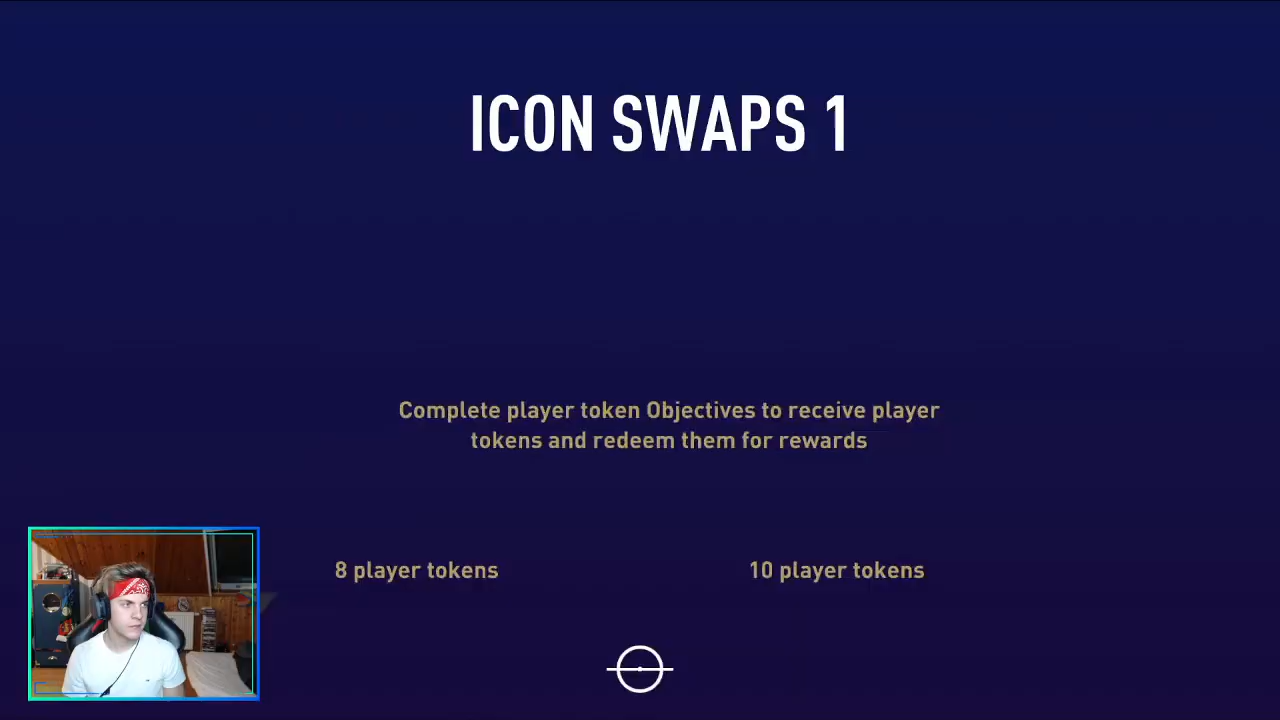 ICON SWAPS 1
Complete player token Objectives to receive player
tokens and redeem them for rewards
8 player tokens
10 player tokens